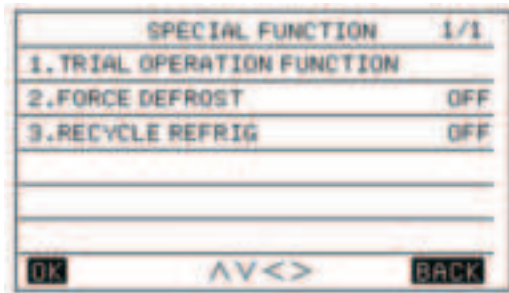 SPECIAL FUNCTION 1/1
1.TRIAL OPERATION FUNCTION
2.FORCE DEFROST OFF
3.RECYCLE REFRIG OFF
OK ∧∨<> BACK